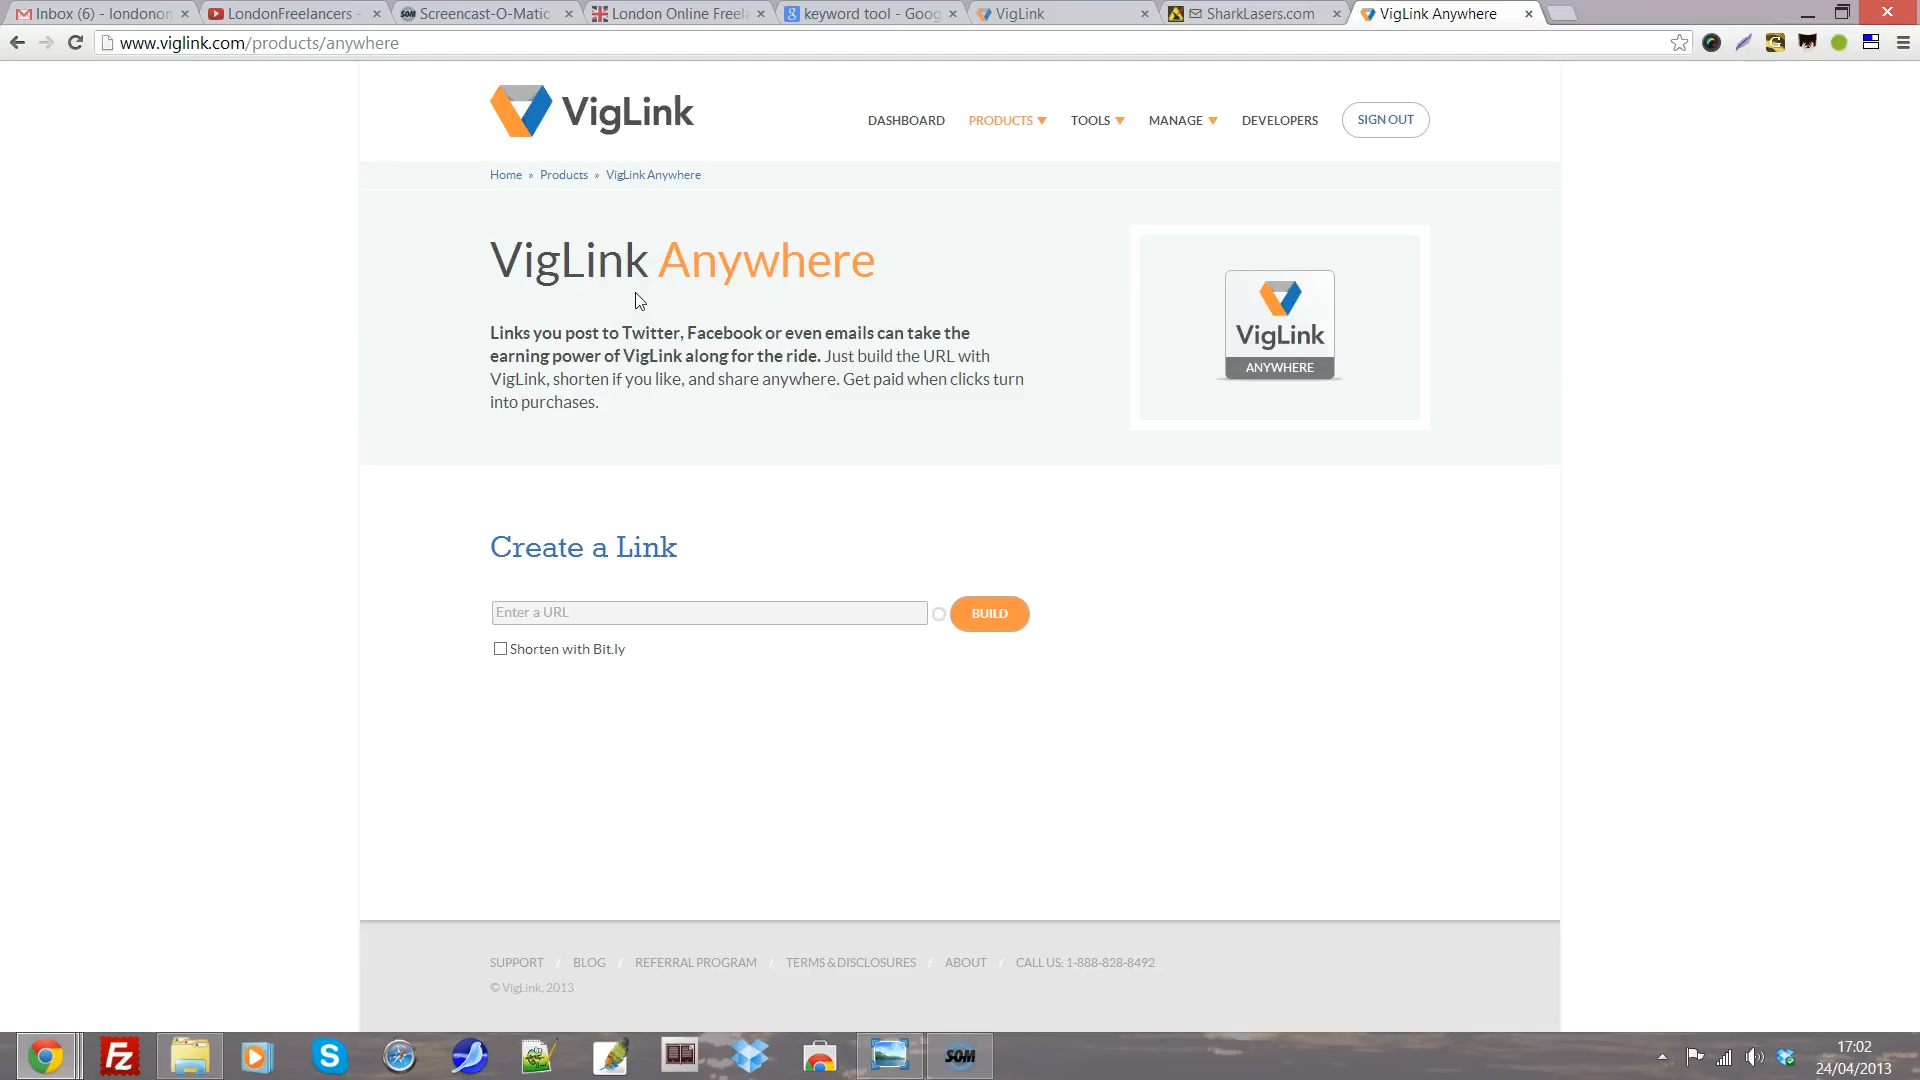 Inbox (6) - londonon
LondonFreelancers -
Screencast-O-Matic
London Online Freel
keyword tool - Goog
VigLink
SharkLasers.com
VigLink Anywhere
www.viglink.com/products/anywhere
VigLink
DASHBOARD PRODUCTS TOOLS MANAGE DEVELOPERS SIGN OUT
Home » Products » VigLink Anywhere
VigLink Anywhere
Links you post to Twitter, Facebook or even emails can take the
earning power of VigLink along for the ride. Just build the URL with
VigLink, shorten if you like, and share anywhere. Get paid when clicks turn
into purchases.
VigLink
ANYWHERE
Create a Link
Enter a URL
BUILD
Shorten with Bit.ly
SUPPORT / BLOG / REFERRAL PROGRAM / TERMS & DISCLOSURES / ABOUT / CALL US: 1-888-828-8492
© VigLink, 2013
Fz
S
SOM
17:02
24/04/2013